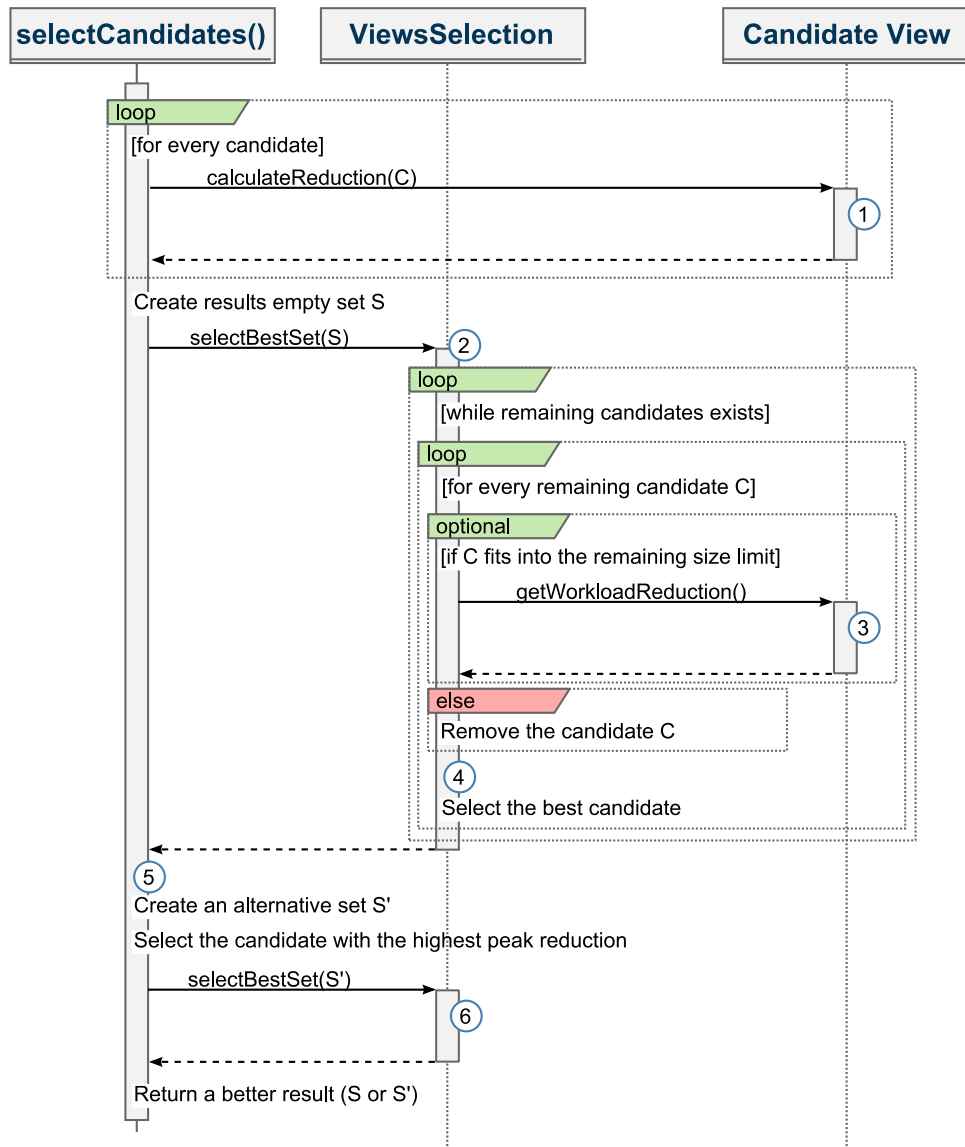 selectCandidates()
ViewsSelection
Candidate View
loop
[for every candidate]
calculateReduction(C)
1
Create results empty set S
selectBestSet(S)
2
loop
[while remaining candidates exists]
loop
[for every remaining candidate C]
optional
[if C fits into the remaining size limit]
getWorkloadReduction()
3
else
Remove the candidate C
4
Select the best candidate
5
Create an alternative set S'
Select the candidate with the highest peak reduction
selectBestSet(S')
6
Return a better result (S or S')